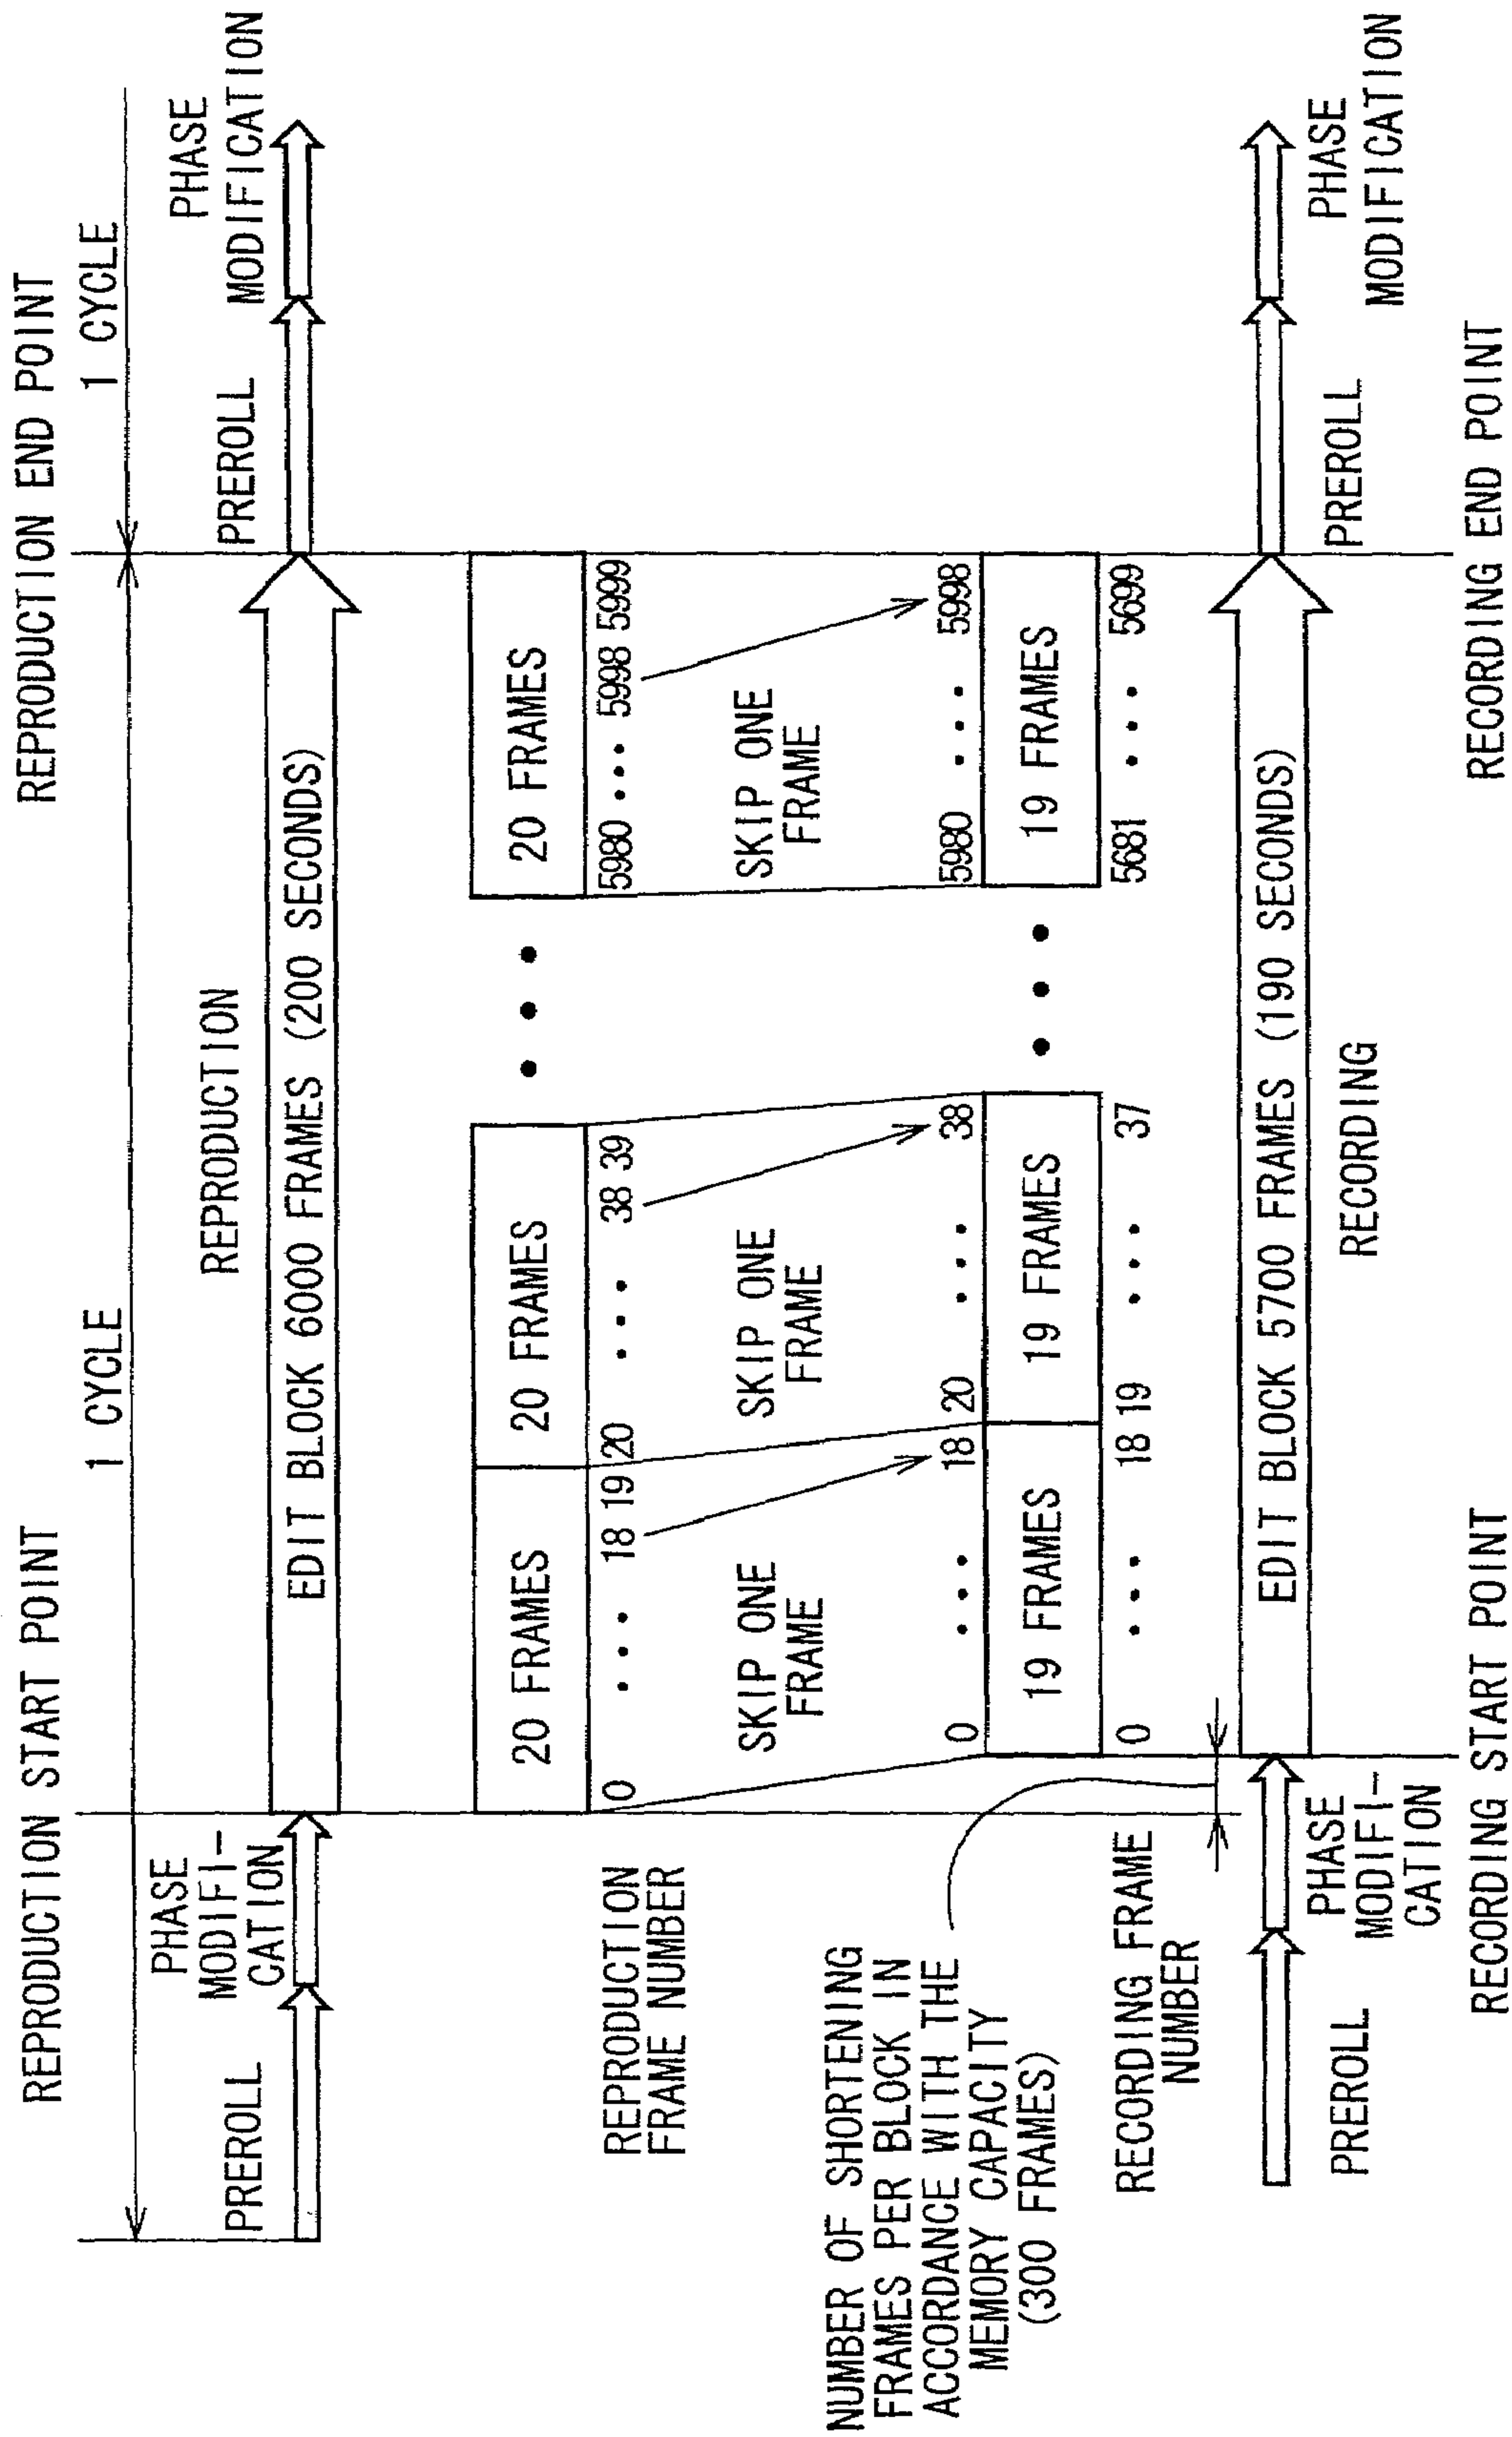 REPRODUCTION START POINT
REPRODUCTION END POINT
1 CYCLE
1 CYCLE
PREROLL
PHASE
MODIFI-
CATION
REPRODUCTION
PREROLL
PHASE
MODIFICATION
EDIT BLOCK 6000 FRAMES (200 SECONDS)
20 FRAMES
20 FRAMES
• • •
20 FRAMES
REPRODUCTION
FRAME NUMBER
0 ••• 18 19 20 ••• 38 39
5980 ••• 5998 5999
SKIP ONE
FRAME
SKIP ONE
FRAME
SKIP ONE
FRAME
NUMBER OF SHORTENING
FRAMES PER BLOCK IN
ACCORDANCE WITH THE
MEMORY CAPACITY
(300 FRAMES)
0 ••• 18 20 ••• 38
5980 ••• 5998
19 FRAMES
19 FRAMES
• • •
19 FRAMES
RECORDING FRAME
NUMBER
0 ••• 18 19 ••• 37
5681 ••• 5699
EDIT BLOCK 5700 FRAMES (190 SECONDS)
PREROLL
PHASE
MODIFI-
CATION
RECORDING
PREROLL
PHASE
MODIFICATION
RECORDING START POINT
RECORDING END POINT